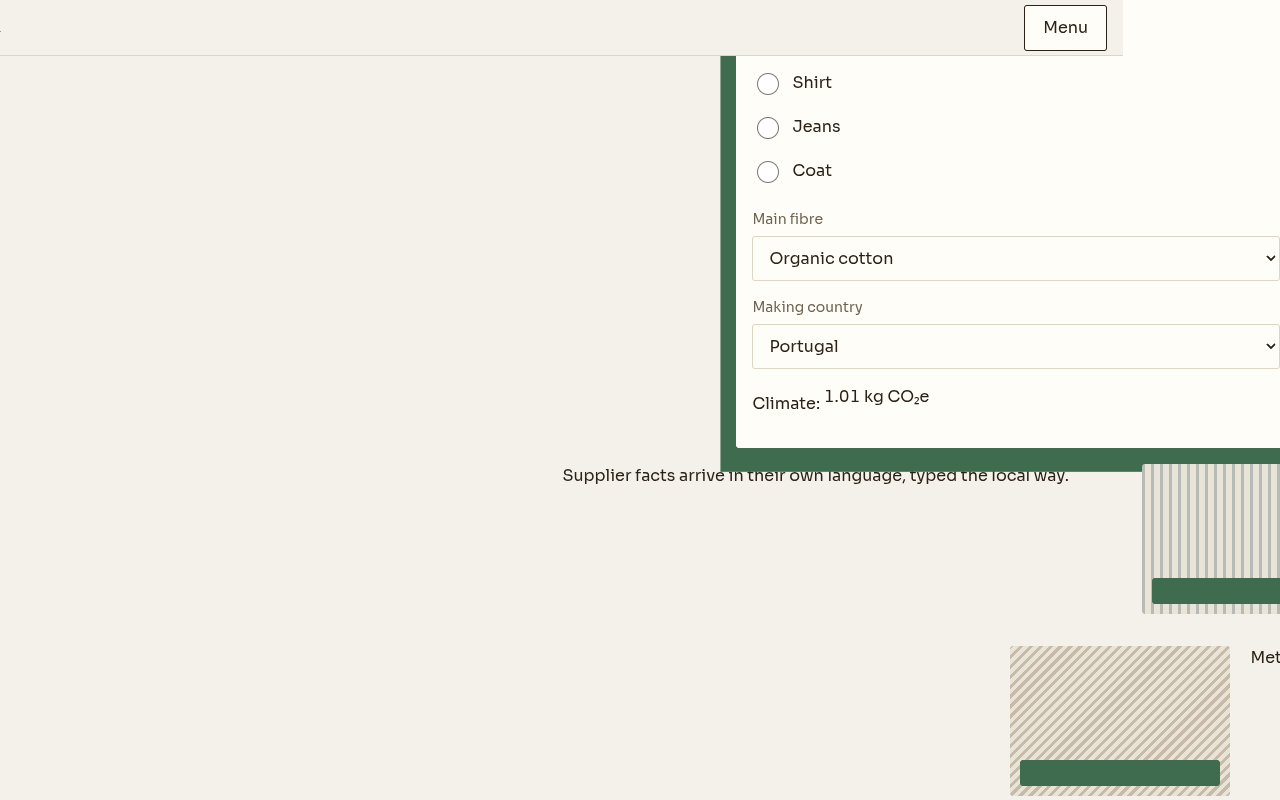 Menu
Shirt
Jeans
Coat
Main fibre
Organic cotton
Making country
Portugal
Climate: 1.01 kg CO₂e
Supplier facts arrive in their own language, typed the local way.
Met